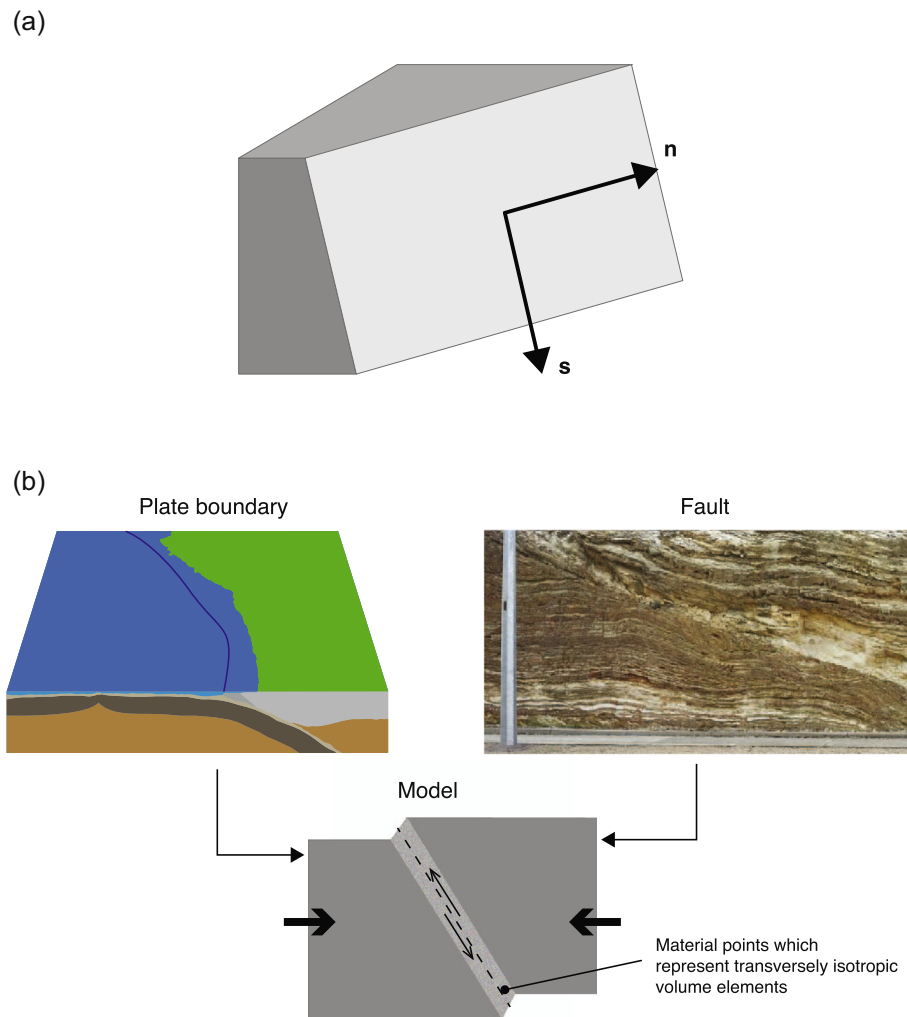 (a)
n
s
(b)
Plate boundary
Fault
Model
Material points which
represent transversely isotropic
volume elements